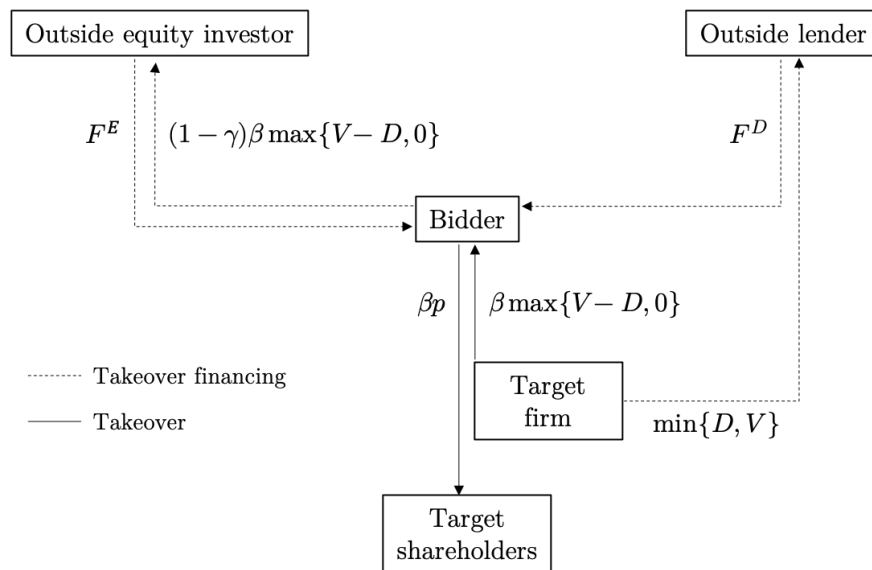 Outside equity investor
Outside lender
F^E
(1 − γ)β max{V − D, 0}
F^D
Bidder
βp
β max{V − D, 0}
Takeover financing
Takeover
Target
firm
min{D, V}
Target
shareholders